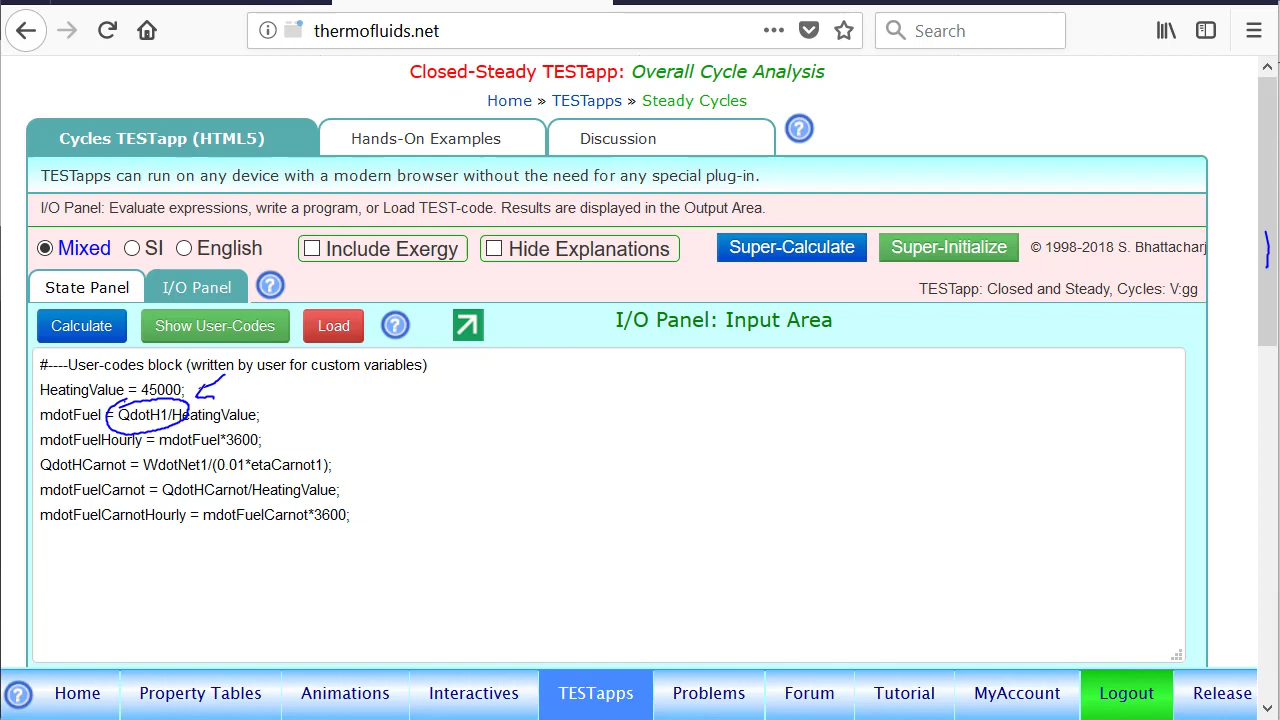 thermofluids.net
Search
Closed-Steady TESTapp: Overall Cycle Analysis
Home » TESTapps » Steady Cycles
Cycles TESTapp (HTML5)
Hands-On Examples
Discussion
TESTapps can run on any device with a modern browser without the need for any special plug-in.
I/O Panel: Evaluate expressions, write a program, or Load TEST-code. Results are displayed in the Output Area.
Mixed SI English Include Exergy Hide Explanations Super-Calculate Super-Initialize © 1998-2018 S. Bhattacharj
State Panel I/O Panel TESTapp: Closed and Steady, Cycles: V:gg
Calculate Show User-Codes Load I/O Panel: Input Area
#----User-codes block (written by user for custom variables)
HeatingValue = 45000;
mdotFuel = QdotH1/HeatingValue;
mdotFuelHourly = mdotFuel*3600;
QdotHCarnot = WdotNet1/(0.01*etaCarnot1);
mdotFuelCarnot = QdotHCarnot/HeatingValue;
mdotFuelCarnotHourly = mdotFuelCarnot*3600;
Home Property Tables Animations Interactives TESTapps Problems Forum Tutorial MyAccount Logout Release